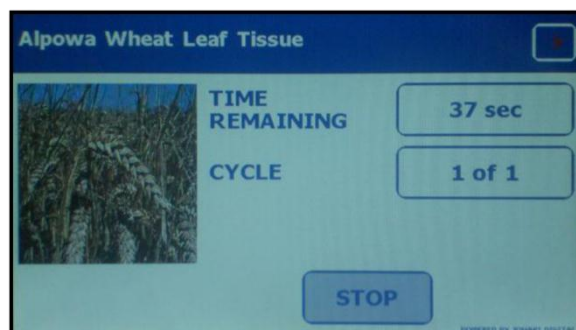 Alpowa Wheat Leaf Tissue
TIME
REMAINING
37 sec
CYCLE
1 of 1
STOP